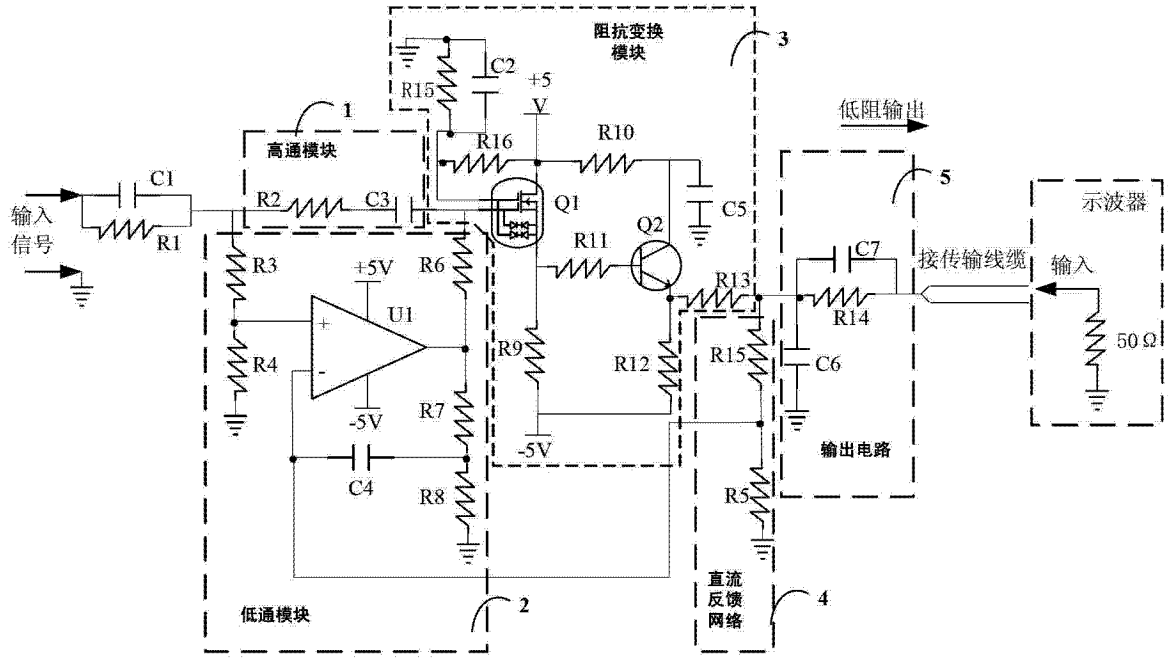 阻抗变换
模块
3
C2
R15
+5
V
低阻输出
1
高通模块
R16
R10
5
C1
R2
C3
Q1
C5
示波器
输入
信号
R1
R11
Q2
C7
接传输线缆
输入
R3
+5V
R6
R13
R14
U1
+
R4
-
R9
R12
R15
C6
50Ω
-5V
R7
-5V
输出电路
C4
R8
R5
直流
反馈
网络
4
低通模块
2